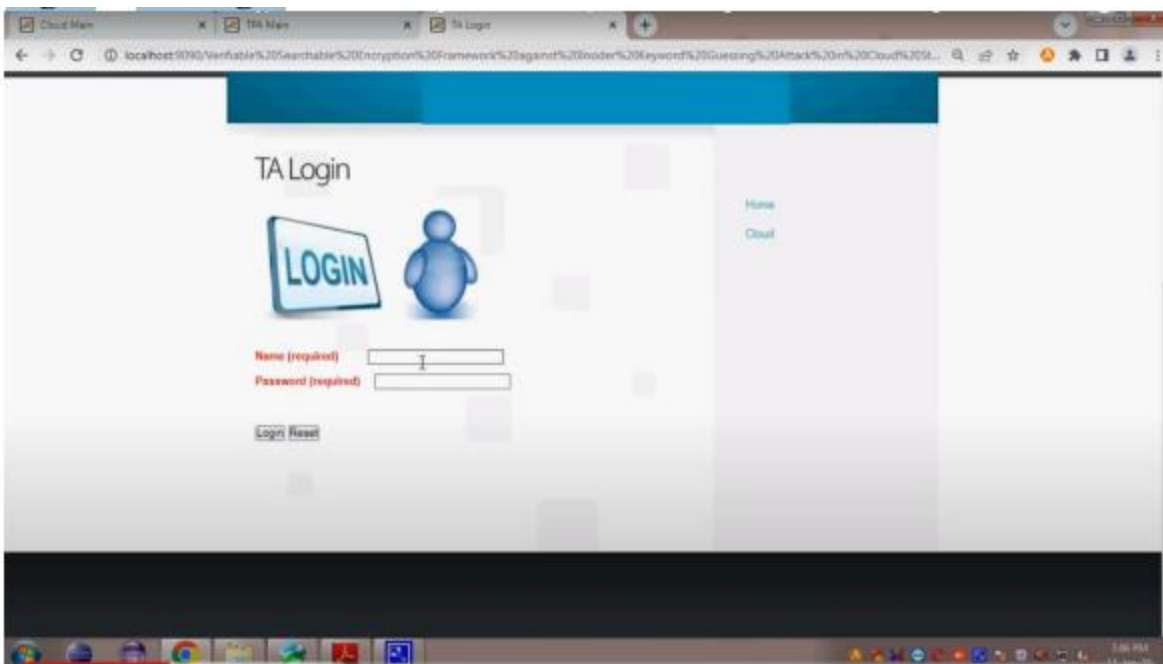 Cloud Main
TPA Main
TA Login
localhost:9090/Verifiable%20Searchable%20Encryption%20Framework%20against%20Insider%20Keyword%20Guessing%20Attack%20in%20Cloud%20St...
TA Login
Home
Cloud
LOGIN
Name (required)
Password (required)
Login Reset